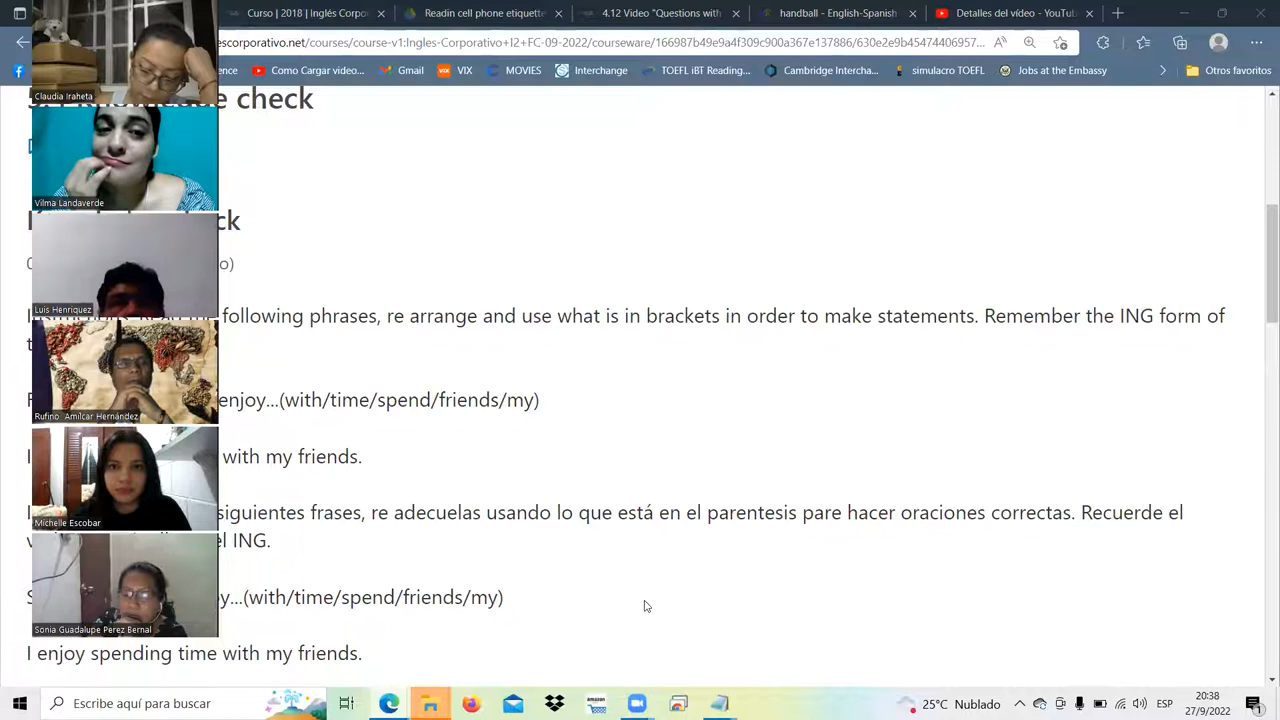 Curso | 2018 | Inglés Corporativo
Readin cell phone etiquette
4.12 Video "Questions with
handball - English-Spanish
Detalles del vídeo - YouTube
escorporativo.net/courses/course-v1:Ingles-Corporativo+I2+FC-09-2022/courseware/166987b49e9a4f309c900a367e137886/630e2e9b45474406957...
Como Cargar video...
Gmail
VIX
MOVIES
Interchange
TOEFL iBT Reading...
Cambridge Intercha...
simulacro TOEFL
Jobs at the Embassy
Otros favoritos
check
Claudia Iraheta
Vilma Landaverde
Luis Henriquez
Rufino Amilcar Hernández
Michelle Escobar
Sonia Guadalupe Perez Bernal
following phrases, re arrange and use what is in brackets in order to make statements. Remember the ING form of
enjoy...(with/time/spend/friends/my)
with my friends.
siguientes frases, re adecuelas usando lo que está en el parentesis pare hacer oraciones correctas. Recuerde el
el ING.
(with/time/spend/friends/my)
I enjoy spending time with my friends.
Escribe aquí para buscar
25°C Nublado
ESP
20:38
27/9/2022